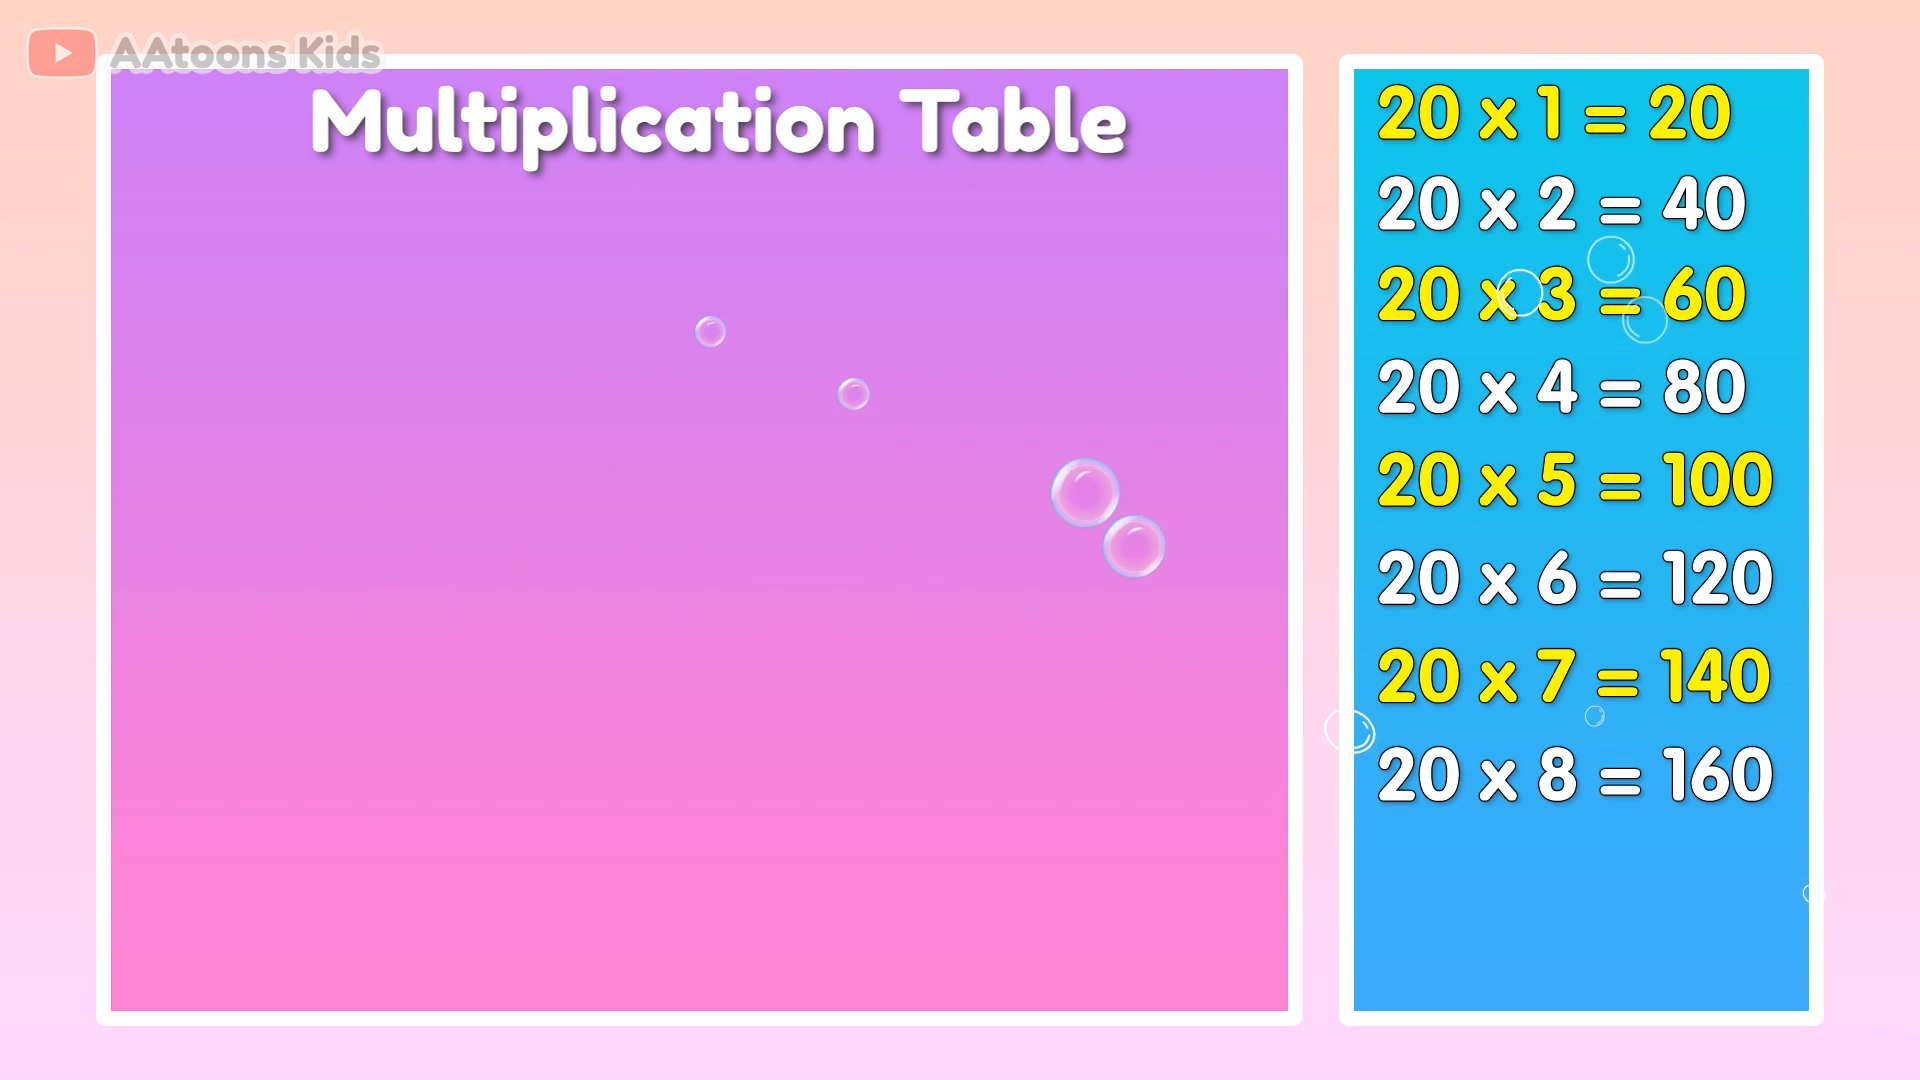 AAtoons Kids
Multiplication Table
20 x 1 = 20
20 x 2 = 40
20 x 3 = 60
20 x 4 = 80
20 x 5 = 100
20 x 6 = 120
20 x 7 = 140
20 x 8 = 160